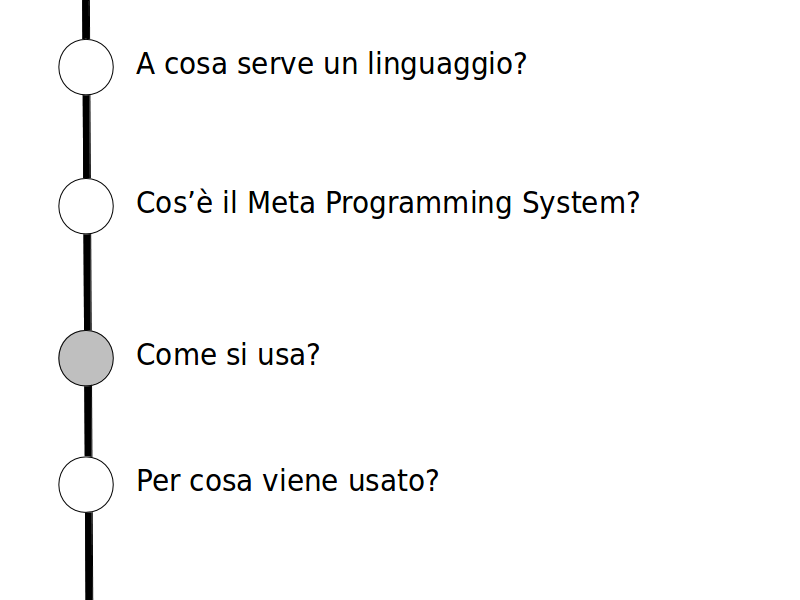 A cosa serve un linguaggio?
Cos’è il Meta Programming System?
Come si usa?
Per cosa viene usato?